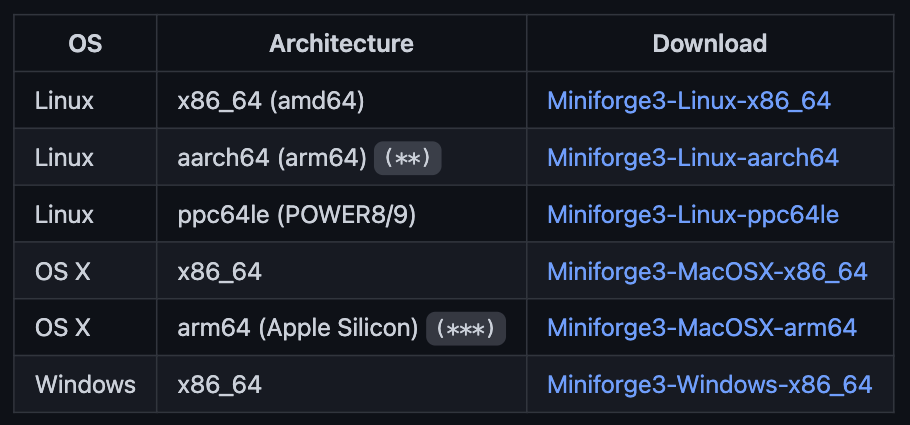 OS Architecture Download
Linux x86_64 (amd64) Miniforge3-Linux-x86_64
Linux aarch64 (arm64) (**) Miniforge3-Linux-aarch64
Linux ppc64le (POWER8/9) Miniforge3-Linux-ppc64le
OS X x86_64 Miniforge3-MacOSX-x86_64
OS X arm64 (Apple Silicon) (***) Miniforge3-MacOSX-arm64
Windows x86_64 Miniforge3-Windows-x86_64